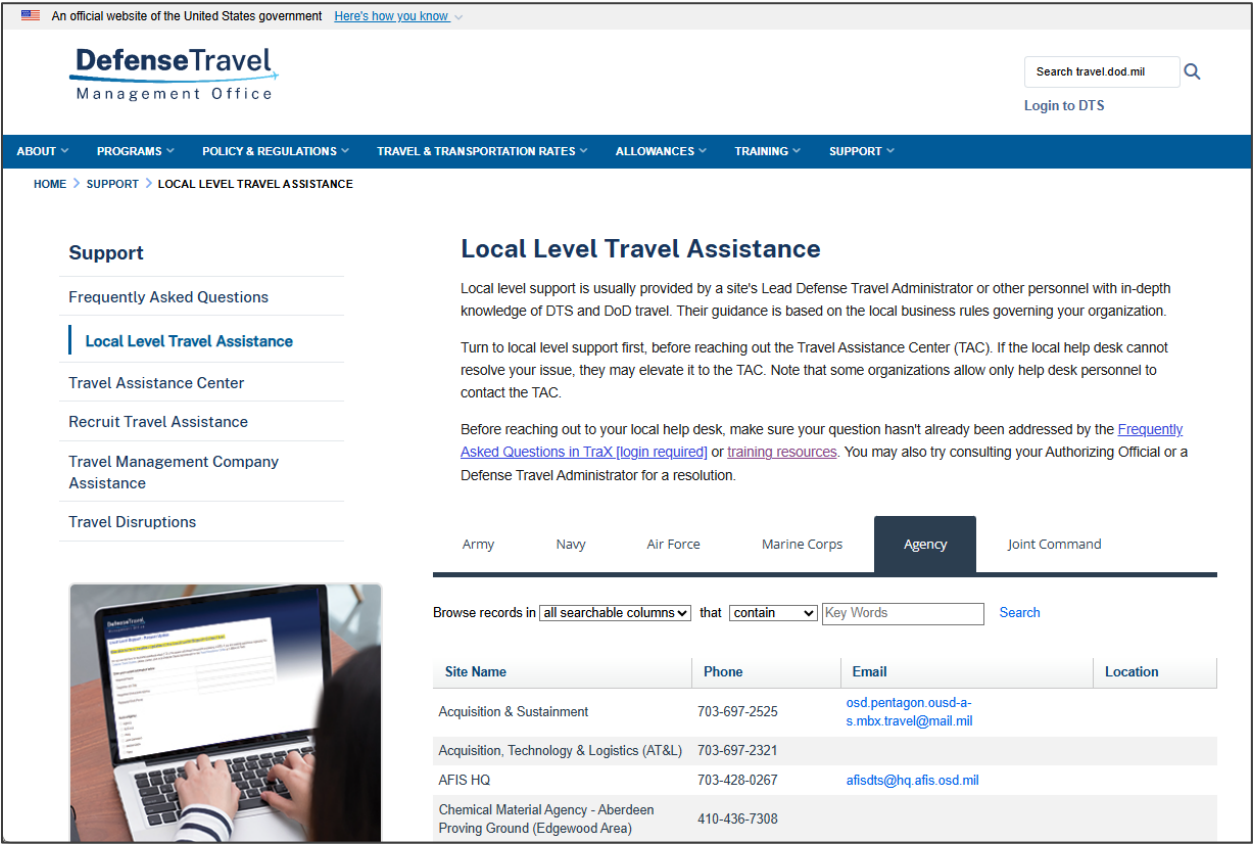 An official website of the United States government Here's how you know
DefenseTravel
Management Office
Search travel.dod.mil
Login to DTS
ABOUT PROGRAMS POLICY & REGULATIONS TRAVEL & TRANSPORTATION RATES ALLOWANCES TRAINING SUPPORT
HOME > SUPPORT > LOCAL LEVEL TRAVEL ASSISTANCE
Support
Frequently Asked Questions
Local Level Travel Assistance
Travel Assistance Center
Recruit Travel Assistance
Travel Management Company
Assistance
Travel Disruptions
Local Level Travel Assistance
Local level support is usually provided by a site's Lead Defense Travel Administrator or other personnel with in-depth
knowledge of DTS and DoD travel. Their guidance is based on the local business rules governing your organization.
Turn to local level support first, before reaching out the Travel Assistance Center (TAC). If the local help desk cannot
resolve your issue, they may elevate it to the TAC. Note that some organizations allow only help desk personnel to
contact the TAC.
Before reaching out to your local help desk, make sure your question hasn't already been addressed by the Frequently
Asked Questions in TraX [login required] or training resources. You may also try consulting your Authorizing Official or a
Defense Travel Administrator for a resolution.
Army Navy Air Force Marine Corps Agency Joint Command
Browse records in all searchable columns that contain Key Words Search
Site Name Phone Email Location
Acquisition & Sustainment 703-697-2525 osd.pentagon.ousd-a-
s.mbx.travel@mail.mil
Acquisition, Technology & Logistics (AT&L) 703-697-2321
AFIS HQ 703-428-0267 afisdts@hq.afis.osd.mil
Chemical Material Agency - Aberdeen
Proving Ground (Edgewood Area) 410-436-7308